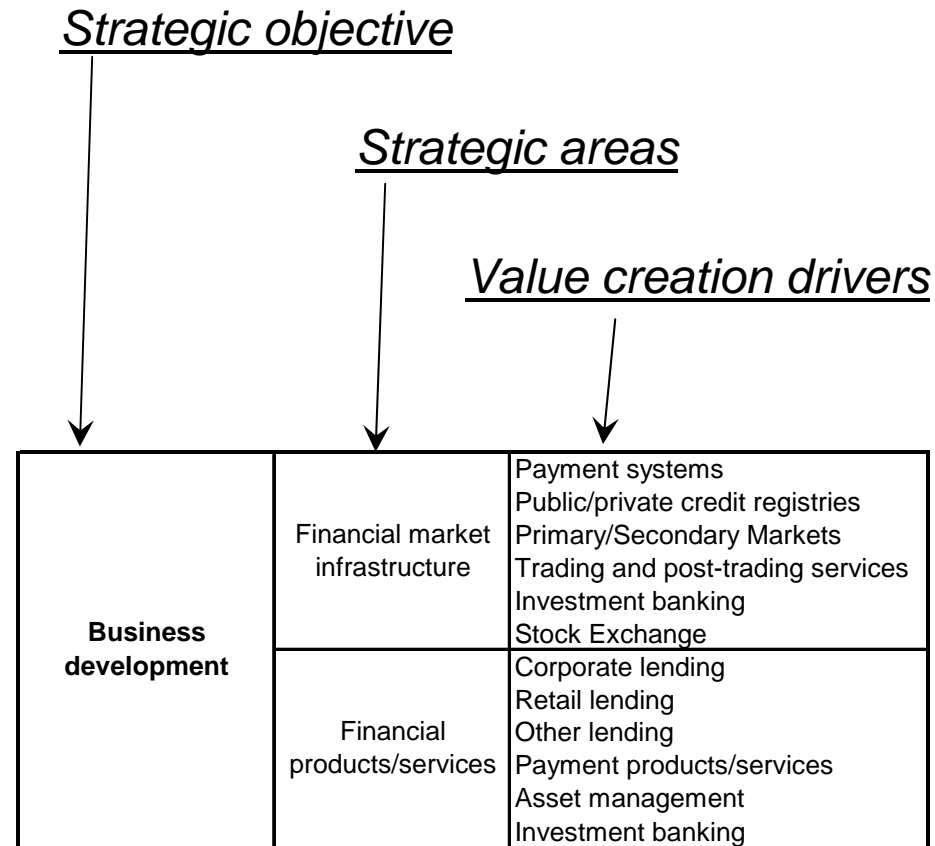 Strategic objective
Strategic areas
Value creation drivers
Business
development
Financial market
infrastructure
Payment systems
Public/private credit registries
Primary/Secondary Markets
Trading and post-trading services
Investment banking
Stock Exchange
Financial
products/services
Corporate lending
Retail lending
Other lending
Payment products/services
Asset management
Investment banking